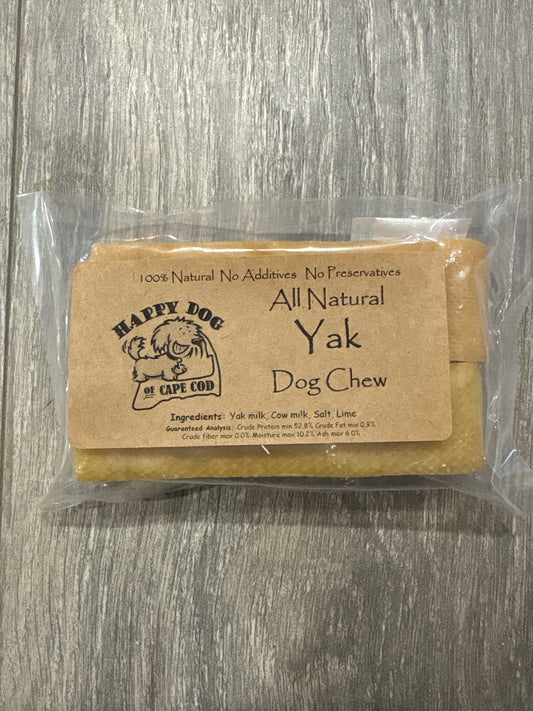 100% Natural No Additives No Preservatives
HAPPY DOG
OF CAPE COD
All Natural
Yak
Dog Chew
Ingredients: Yak milk, Cow milk, Salt, Lime
Guaranteed Analysis: Crude Protein min 52.8% Crude Fat min 0.9%
Crude fiber max 0.0% Moisture max 10.2% Ash max 6.0%